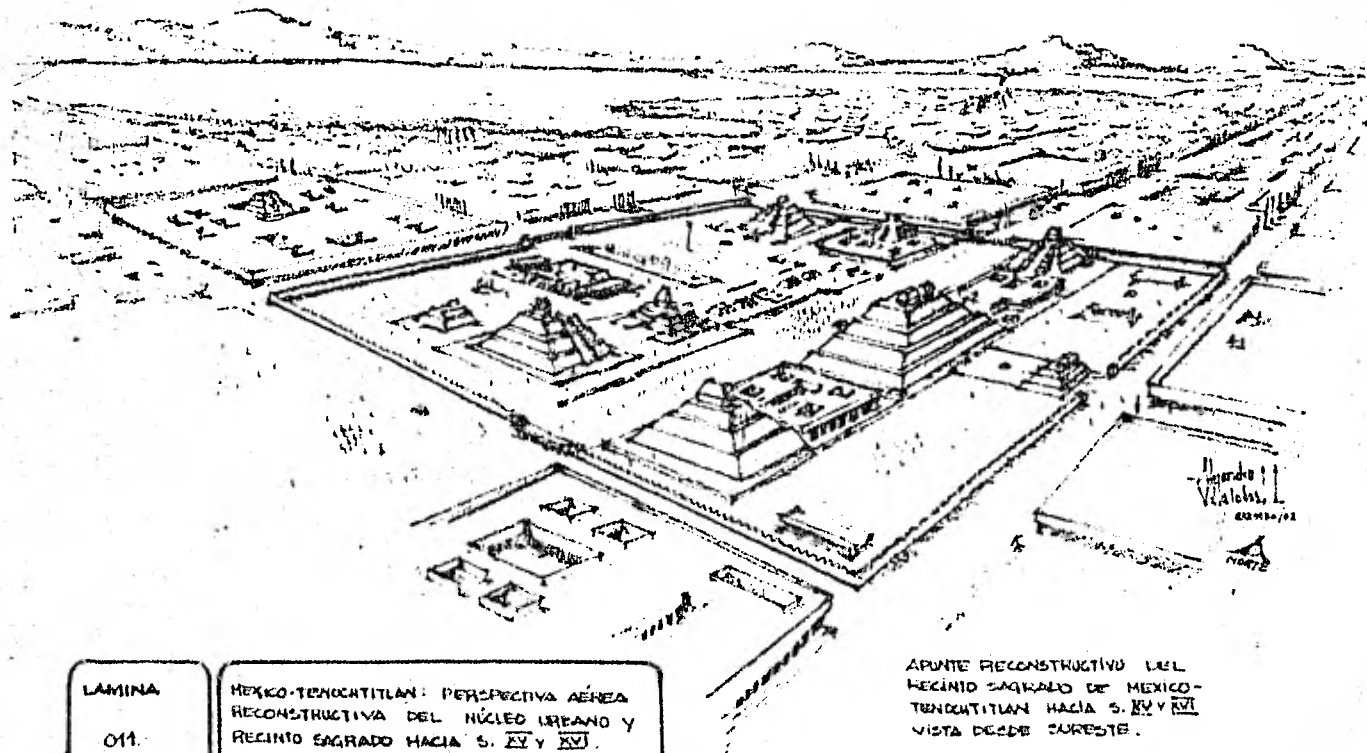 NORTE
LAMINA
011.
MEXICO-TENOCHTITLAN: PERSPECTIVA AÉREA
RECONSTRUCTIVA DEL NÚCLEO URBANO Y
RECINTO SAGRADO HACIA S. XV Y XVI.
APUNTE RECONSTRUCTIVO DEL
RECINTO SAGRADO DE MEXICO-
TENOCHTITLAN HACIA S. XV Y XVI
VISTA DESDE SURESTE.